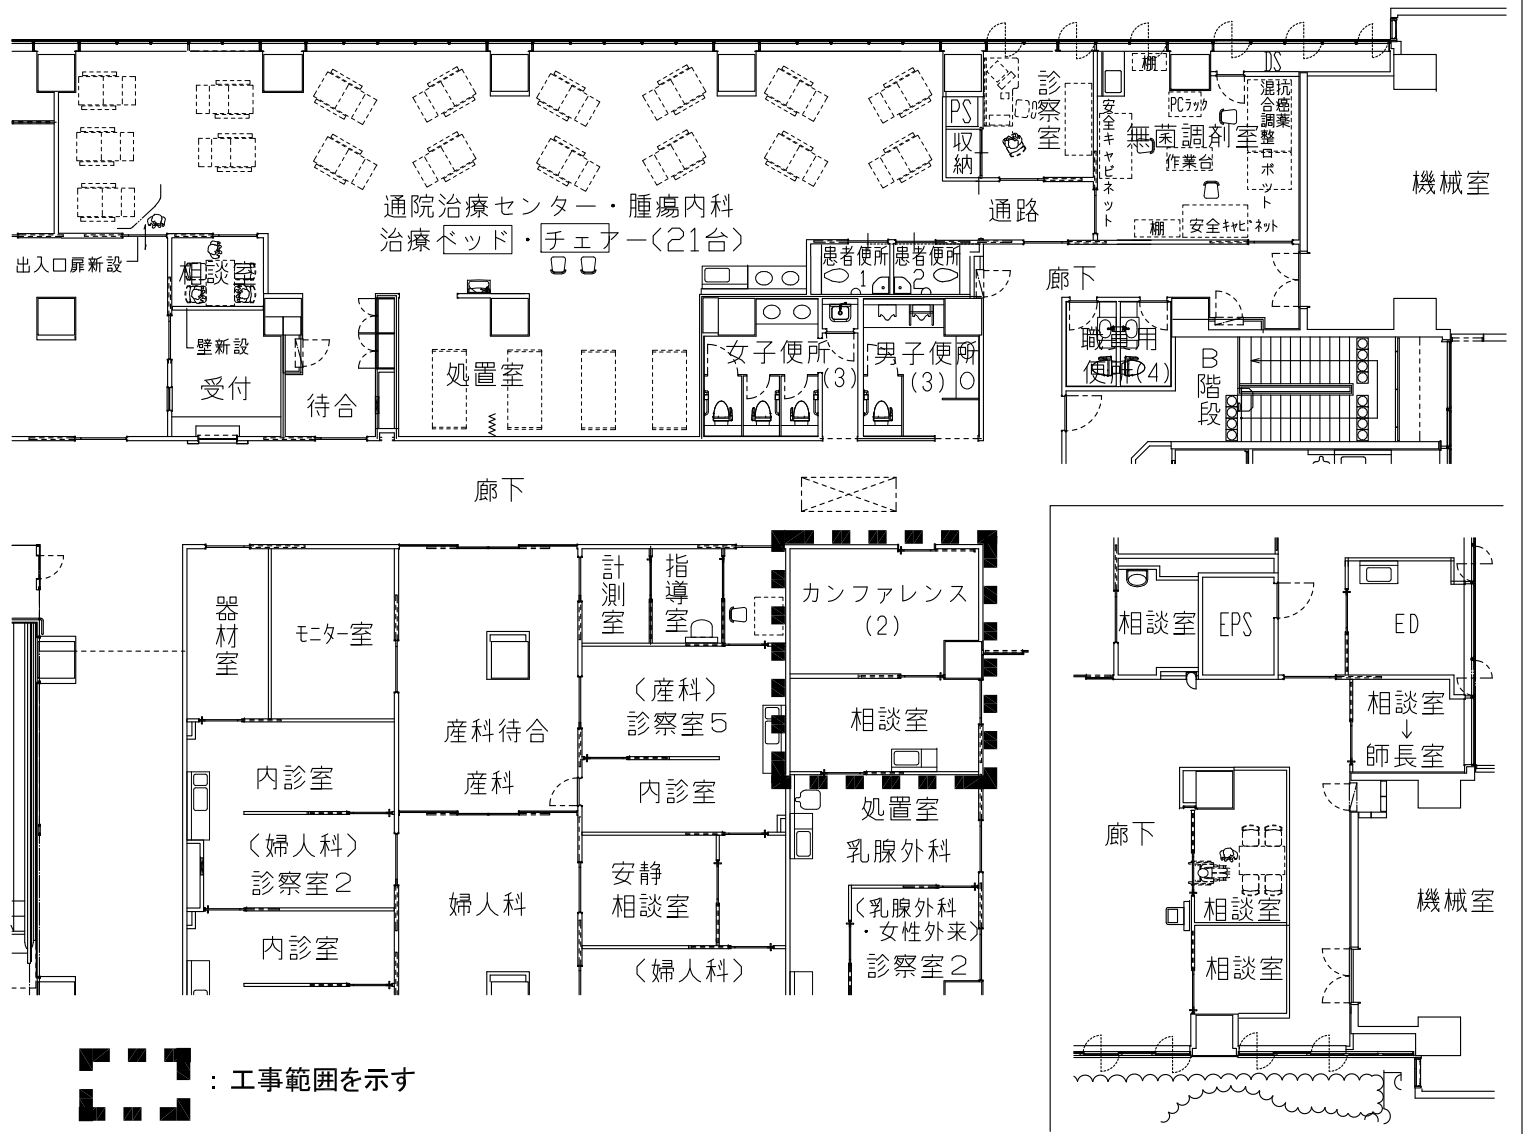 診察室
棚
DS
PCラック
抗癌薬
混合調整ロボット
PS
収納
安全キャビネット
無菌調剤室
作業台
機械室
通院治療センター・腫瘍内科
治療ベッド・チェアー(21台)
通路
棚
安全キャビネット
出入口扉新設
相談室
患者便所
1
患者便所
2
廊下
壁新設
受付
待合
処置室
女子便所
(3)
男子便所
(3)
職員用
便所(4)
B
階
段
廊下
器材室
モニター室
計測室
指導室
カンファレンス
(2)
(産科)
診察室5
相談室
産科待合
産科
内診室
内診室
処置室
乳腺外科
(婦人科)
診察室2
安静
相談室
婦人科
(乳腺外科
・女性外来)
診察室2
内診室
(婦人科)
相談室
EPS
ED
相談室
↓
師長室
廊下
相談室
機械室
相談室
：工事範囲を示す